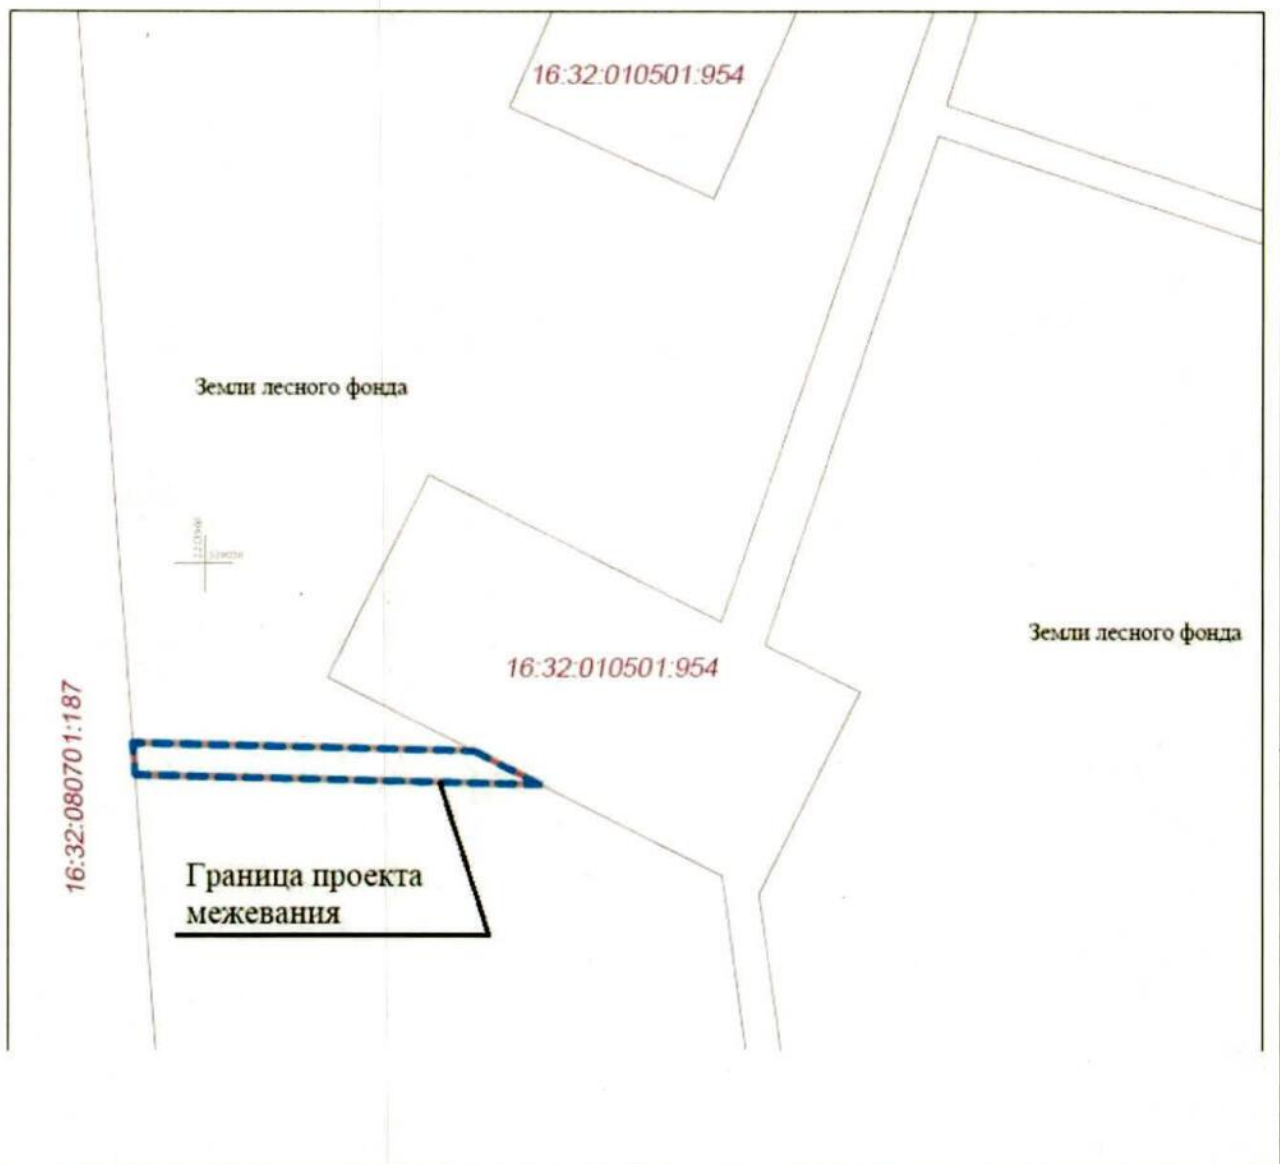 16:32:010501:954
Земли лесного фонда
16:32:010501:954
Земли лесного фонда
16:32:080701:187
Граница проекта
межевания